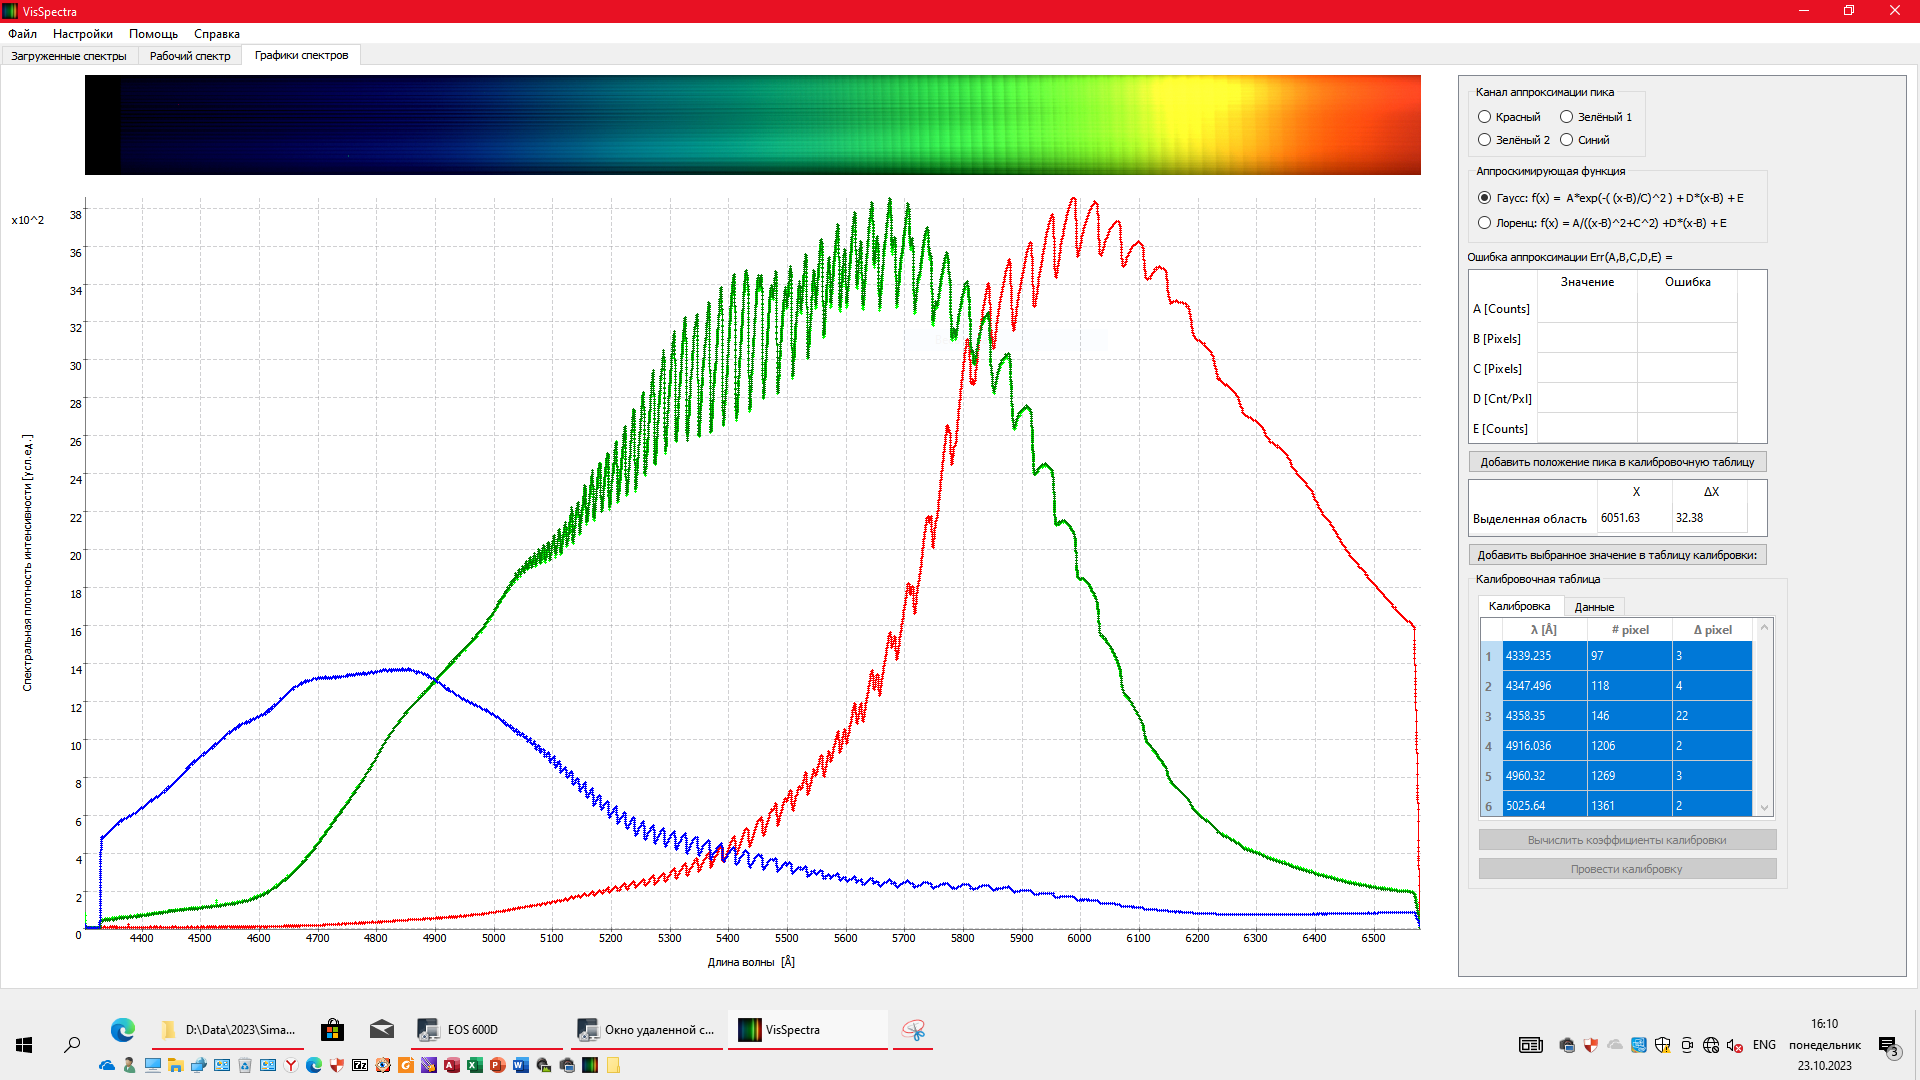 VisSpectra
Файл Настройки Помощь Справка
Загруженные спектры Рабочий спектр Графики спектров
x10^2
38
36
34
32
30
28
26
24
22
20
18
16
14
12
10
8
6
4
2
0
Спектральная плотность интенсивности [усл.ед.]
4400 4500 4600 4700 4800 4900 5000 5100 5200 5300 5400 5500 5600 5700 5800 5900 6000 6100 6200 6300 6400 6500
Длина волны [Å]
Канал аппроксимации пика
Красный Зелёный 1
Зелёный 2 Синий
Аппроскимирующая функция
Гаусс: f(x) = A*exp(-( (x-B)/C)^2 ) + D*(x-B) + E
Лоренц: f(x) = A/((x-B)^2+C^2) +D*(x-B) + E
Ошибка аппроксимации Err(A,B,C,D,E) =
Значение Ошибка
A [Counts]
B [Pixels]
C [Pixels]
D [Cnt/Pxl]
E [Counts]
Добавить положение пика в калибровочную таблицу
X ΔX
Выделенная область 6051.63 32.38
Добавить выбранное значение в таблицу калибровки:
Калибровочная таблица
Калибровка Данные
λ [Å] # pixel Δ pixel
1 4339.235 97 3
2 4347.496 118 4
3 4358.35 146 22
4 4916.036 1206 2
5 4960.32 1269 3
6 5025.64 1361 2
Вычислить коэффициенты калибровки
Провести калибровку
D:\Data\2023\Sima... EOS 600D Окно удаленной с... VisSpectra
ENG
16:10
понедельник
23.10.2023
3